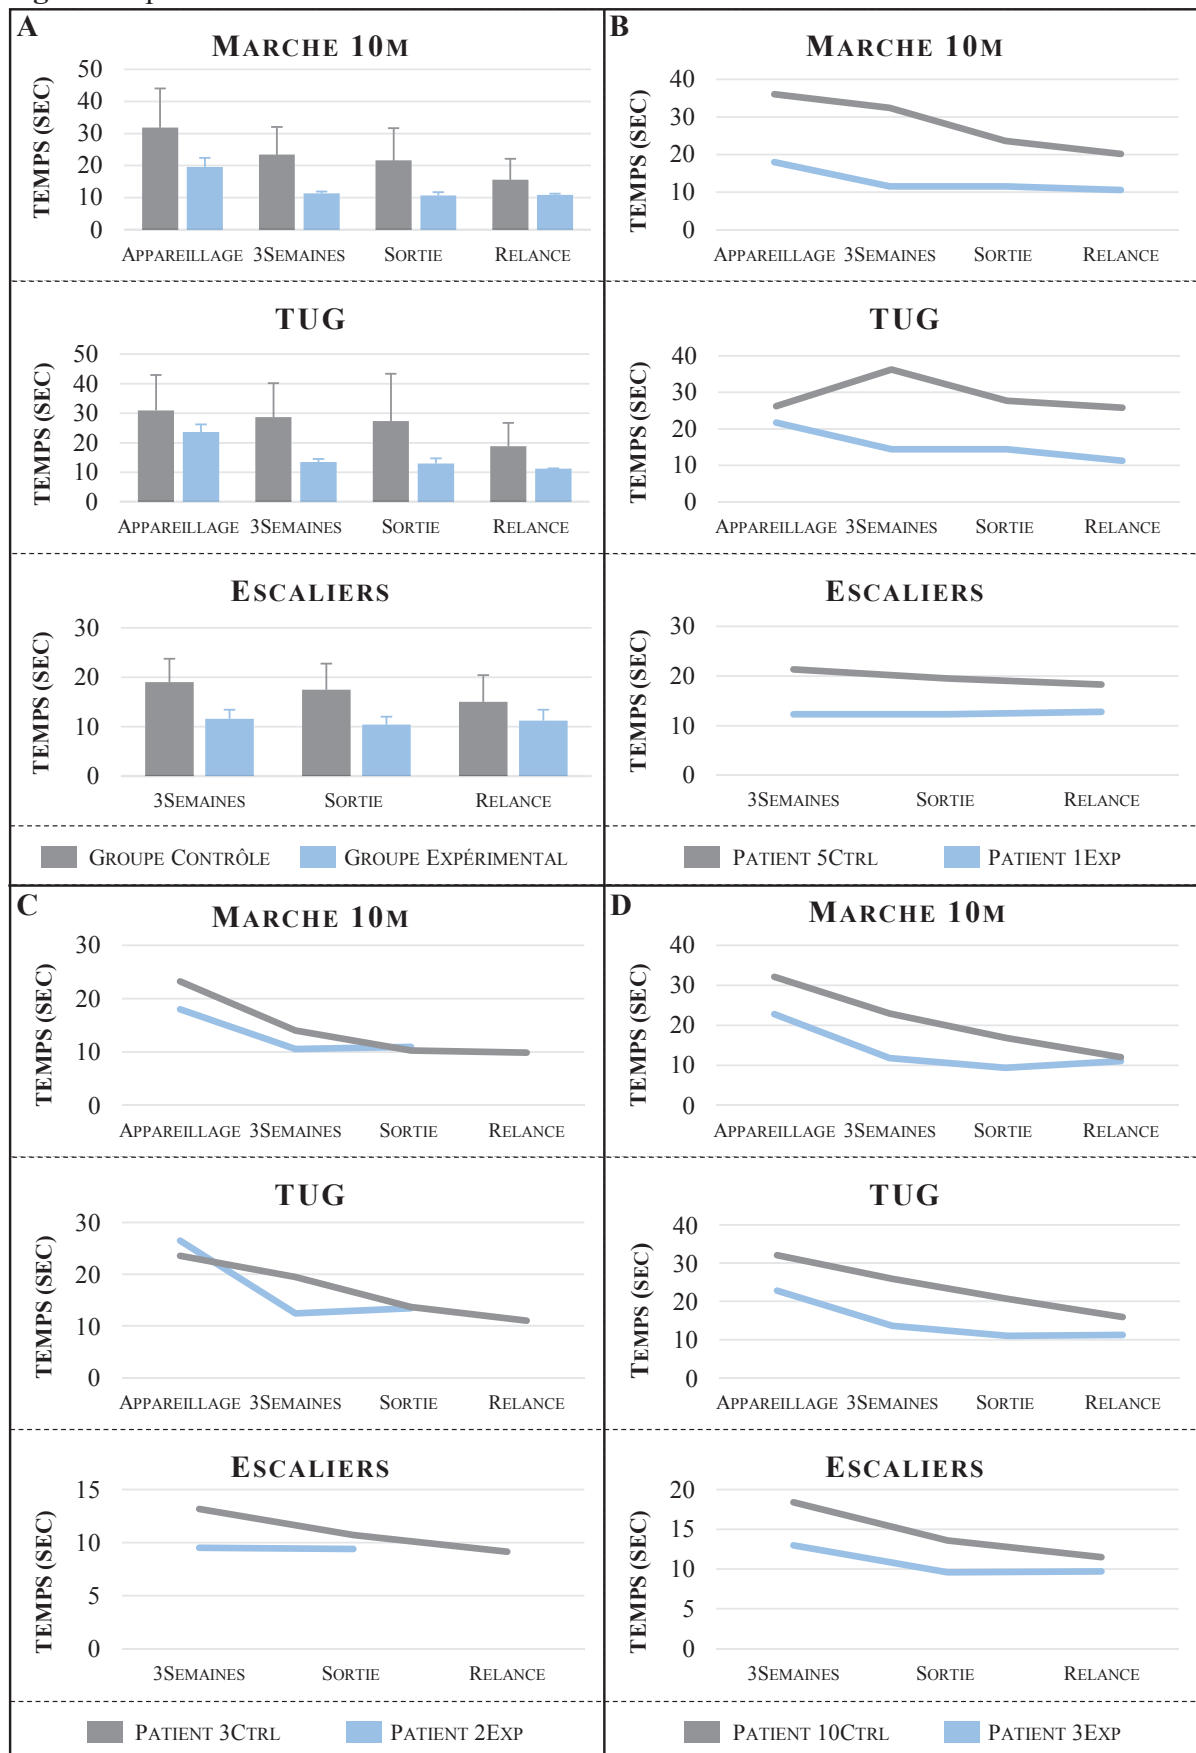 A
MARCHE 10M
TEMPS (SEC)
50
40
30
20
10
0
APPAREILLAGE 3SEMAINES SORTIE RELANCE
TUG
TEMPS (SEC)
50
40
30
20
10
0
APPAREILLAGE 3SEMAINES SORTIE RELANCE
ESCALIERS
TEMPS (SEC)
30
20
10
0
3SEMAINES SORTIE RELANCE
GROUPE CONTRÔLE GROUPE EXPÉRIMENTAL
B
MARCHE 10M
TEMPS (SEC)
40
30
20
10
0
APPAREILLAGE 3SEMAINES SORTIE RELANCE
TUG
TEMPS (SEC)
40
30
20
10
0
APPAREILLAGE 3SEMAINES SORTIE RELANCE
ESCALIERS
TEMPS (SEC)
30
20
10
0
3SEMAINES SORTIE RELANCE
PATIENT 5CTRL PATIENT 1EXP
C
MARCHE 10M
TEMPS (SEC)
30
20
10
0
APPAREILLAGE 3SEMAINES SORTIE RELANCE
TUG
TEMPS (SEC)
30
20
10
0
APPAREILLAGE 3SEMAINES SORTIE RELANCE
ESCALIERS
TEMPS (SEC)
15
10
5
0
3SEMAINES SORTIE RELANCE
PATIENT 3CTRL PATIENT 2EXP
D
MARCHE 10M
TEMPS (SEC)
40
30
20
10
0
APPAREILLAGE 3SEMAINES SORTIE RELANCE
TUG
TEMPS (SEC)
40
30
20
10
0
APPAREILLAGE 3SEMAINES SORTIE RELANCE
ESCALIERS
TEMPS (SEC)
20
15
10
5
0
3SEMAINES SORTIE RELANCE
PATIENT 10CTRL PATIENT 3EXP